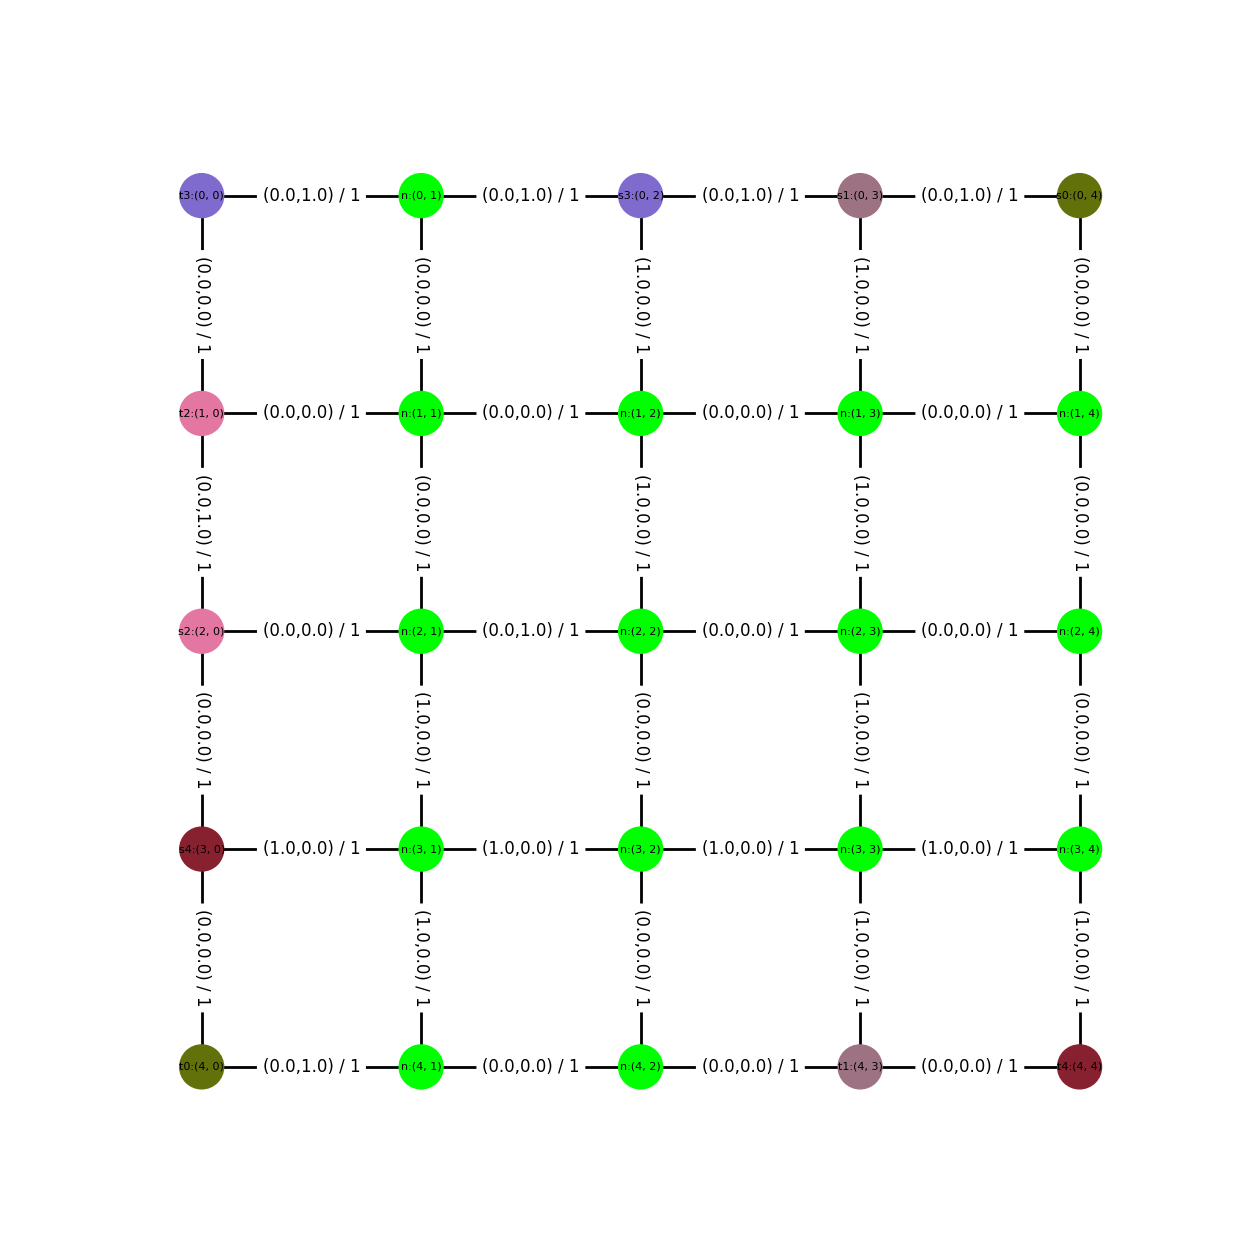 t3:(0, 0) (0.0,1.0) / 1 n:(0, 1) (0.0,1.0) / 1 s3:(0, 2) (0.0,1.0) / 1 s1:(0, 3) (0.0,1.0) / 1 s0:(0, 4)
(0.0,0.0) / 1 (0.0,0.0) / 1 (1.0,0.0) / 1 (1.0,0.0) / 1 (0.0,0.0) / 1
t2:(1, 0) (0.0,0.0) / 1 n:(1, 1) (0.0,0.0) / 1 n:(1, 2) (0.0,0.0) / 1 n:(1, 3) (0.0,0.0) / 1 n:(1, 4)
(0.0,1.0) / 1 (0.0,0.0) / 1 (1.0,0.0) / 1 (1.0,0.0) / 1 (0.0,0.0) / 1
s2:(2, 0) (0.0,0.0) / 1 n:(2, 1) (0.0,1.0) / 1 n:(2, 2) (0.0,0.0) / 1 n:(2, 3) (0.0,0.0) / 1 n:(2, 4)
(0.0,0.0) / 1 (1.0,0.0) / 1 (0.0,0.0) / 1 (1.0,0.0) / 1 (0.0,0.0) / 1
s4:(3, 0) (1.0,0.0) / 1 n:(3, 1) (1.0,0.0) / 1 n:(3, 2) (1.0,0.0) / 1 n:(3, 3) (1.0,0.0) / 1 n:(3, 4)
(0.0,0.0) / 1 (1.0,0.0) / 1 (0.0,0.0) / 1 (1.0,0.0) / 1 (1.0,0.0) / 1
t0:(4, 0) (0.0,1.0) / 1 n:(4, 1) (0.0,0.0) / 1 n:(4, 2) (0.0,0.0) / 1 t1:(4, 3) (0.0,0.0) / 1 t4:(4, 4)